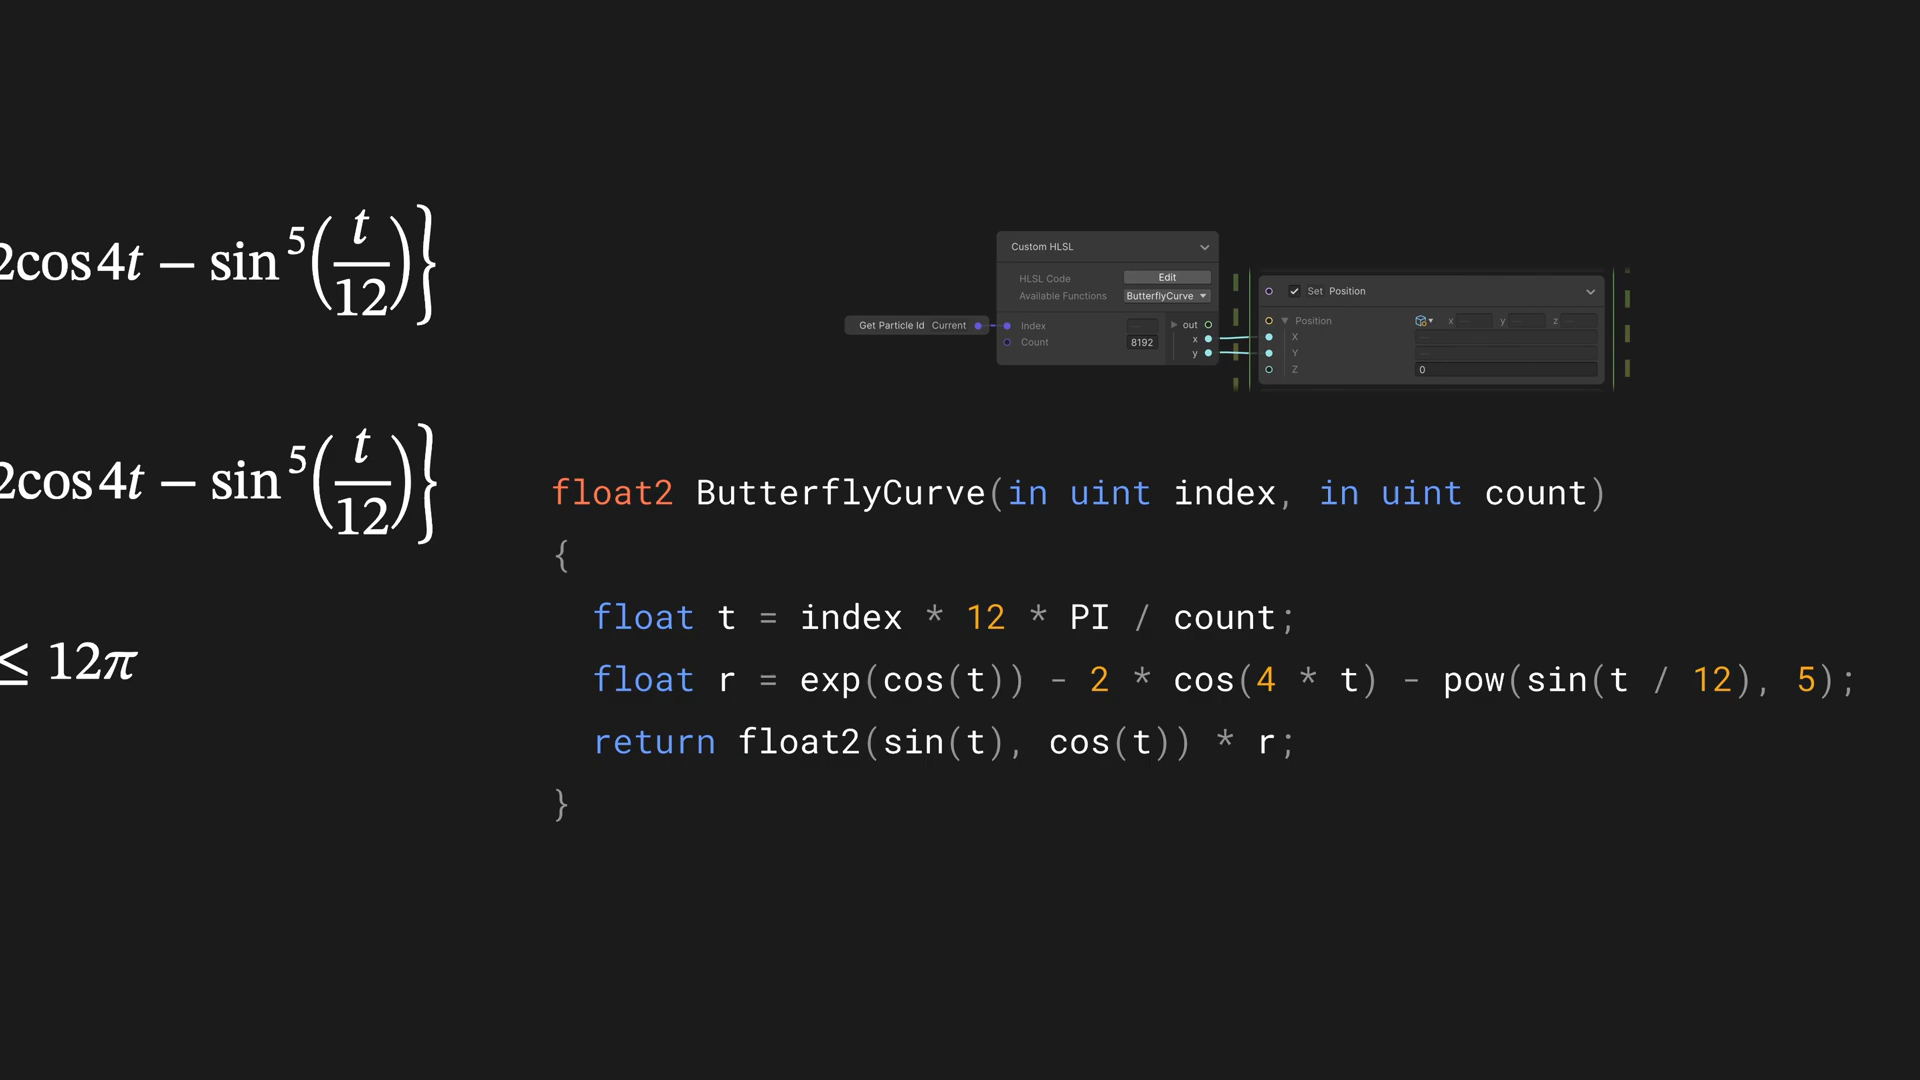 2cos4t − sin⁵(t/12)}
2cos4t − sin⁵(t/12)}
≤ 12π
Get Particle Id Current
Custom HLSL
HLSL Code Edit
Available Functions ButterflyCurve
Index
Count 8192
out
x
y
Set Position
Position x y z
X
Y
Z 0
float2 ButterflyCurve(in uint index, in uint count)
{
float t = index * 12 * PI / count;
float r = exp(cos(t)) - 2 * cos(4 * t) - pow(sin(t / 12), 5);
return float2(sin(t), cos(t)) * r;
}